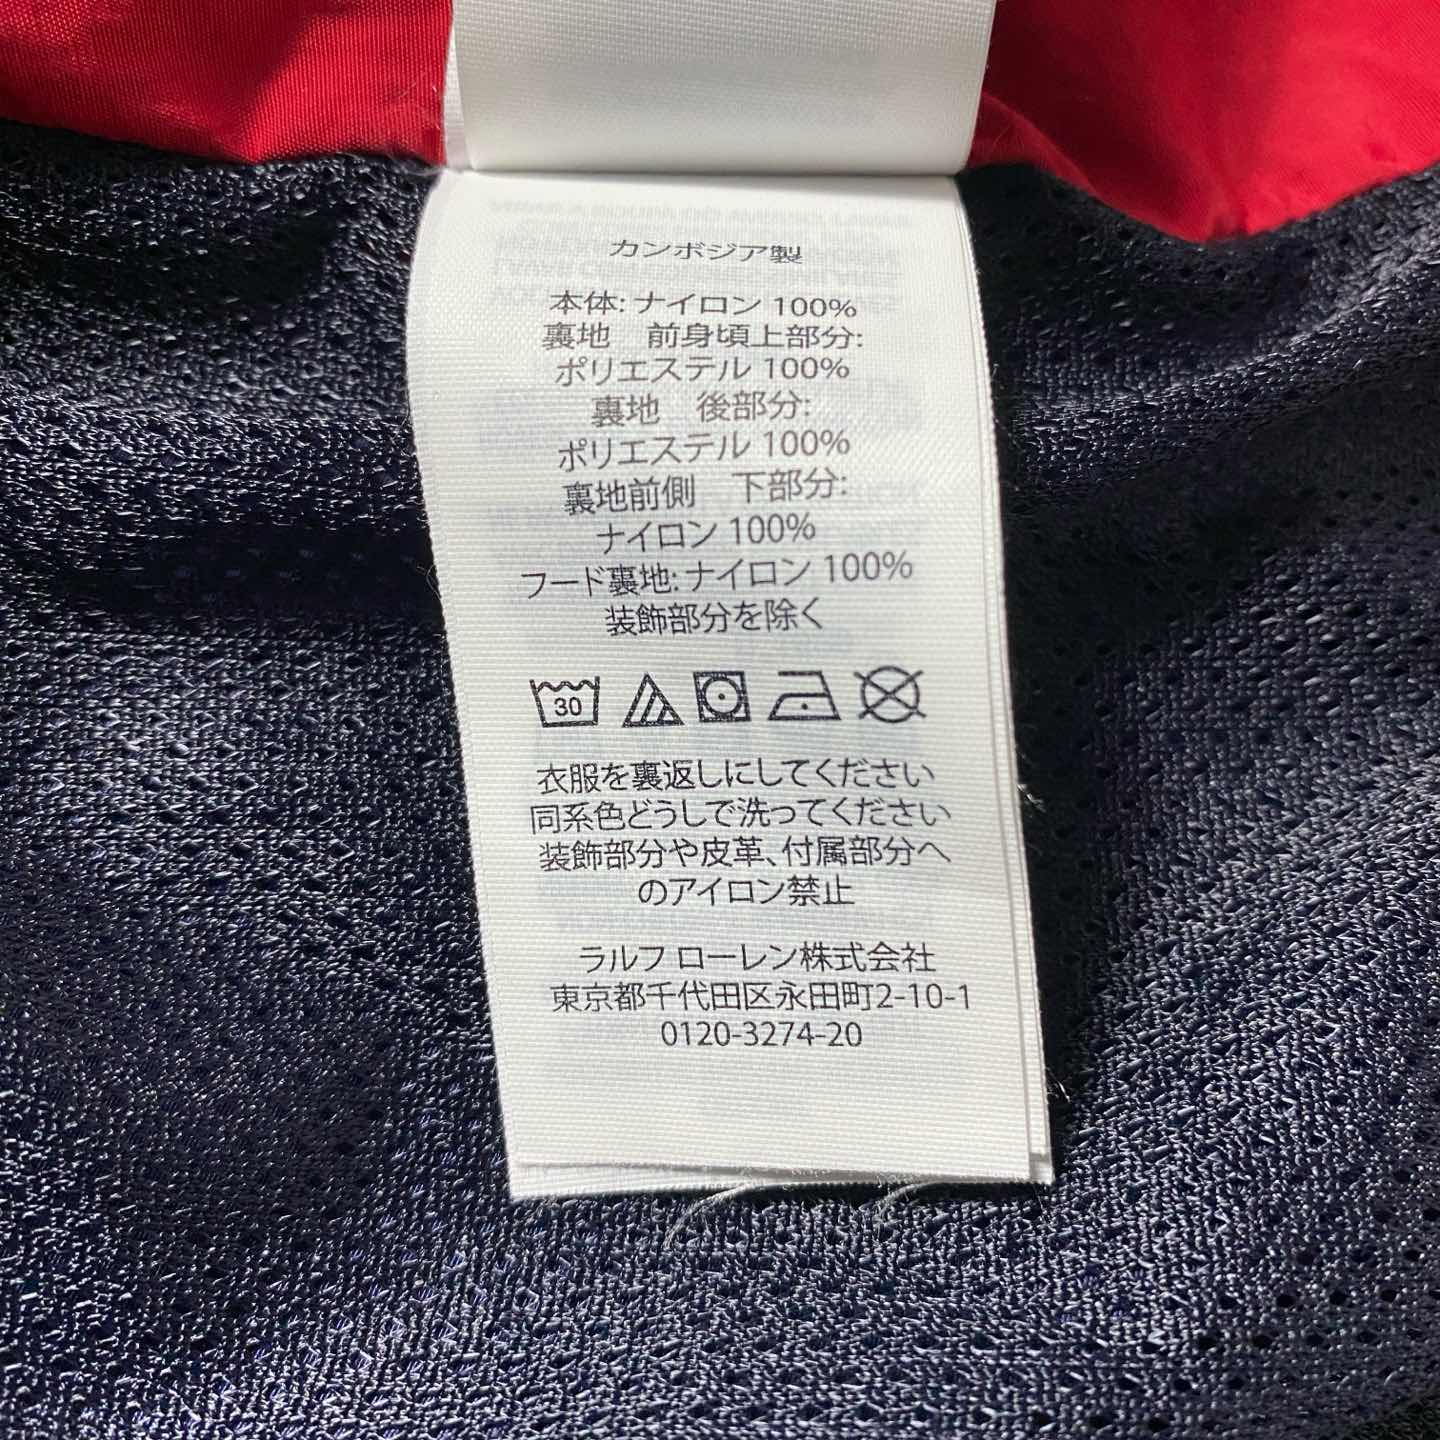 カンボジア製
本体: ナイロン 100%
裏地　前身頃上部分:
ポリエステル 100%
裏地　後部分:
ポリエステル 100%
裏地前側　下部分:
ナイロン 100%
フード裏地: ナイロン 100%
装飾部分を除く
30
衣服を裏返しにしてください
同系色どうしで洗ってください
装飾部分や皮革、付属部分へ
のアイロン禁止
ラルフ ローレン株式会社
東京都千代田区永田町2-10-1
0120-3274-20